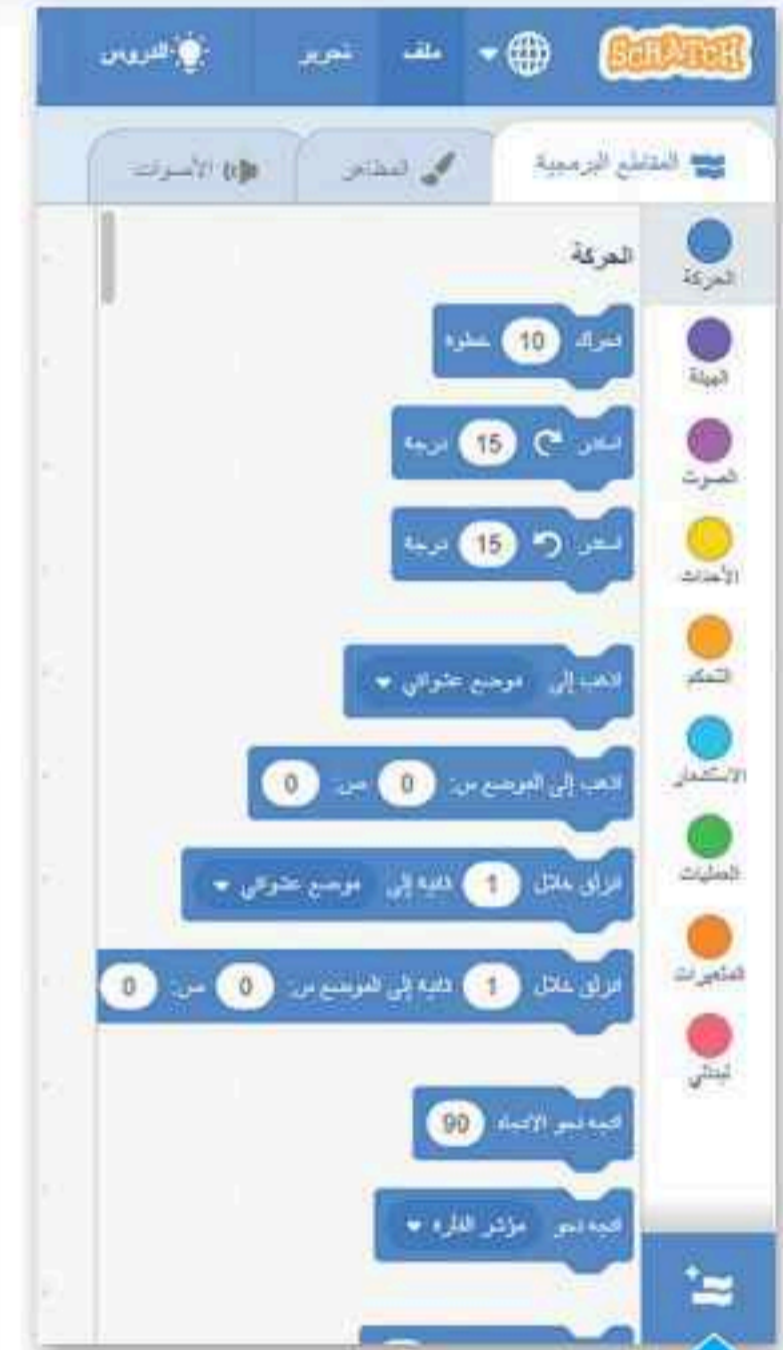 SCRATCH
ملف
تحرير
الدروس
المقاطع البرمجية
المظاهر
الأصوات
الحركة
الهيئة
الصوت
الأحداث
التحكم
الاستشعار
العمليات
المتغيرات
لبناتي
الحركة
تحرك 10 خطوة
استدر 15 درجة
استدر 15 درجة
اذهب إلى موضع عشوائي
اذهب إلى الموضع س: 0 ص: 0
انزلق خلال 1 ثانية إلى موضع عشوائي
انزلق خلال 1 ثانية إلى الموضع س: 0 ص: 0
اتجه نحو الاتجاه 90
اتجه نحو مؤشر الفأرة